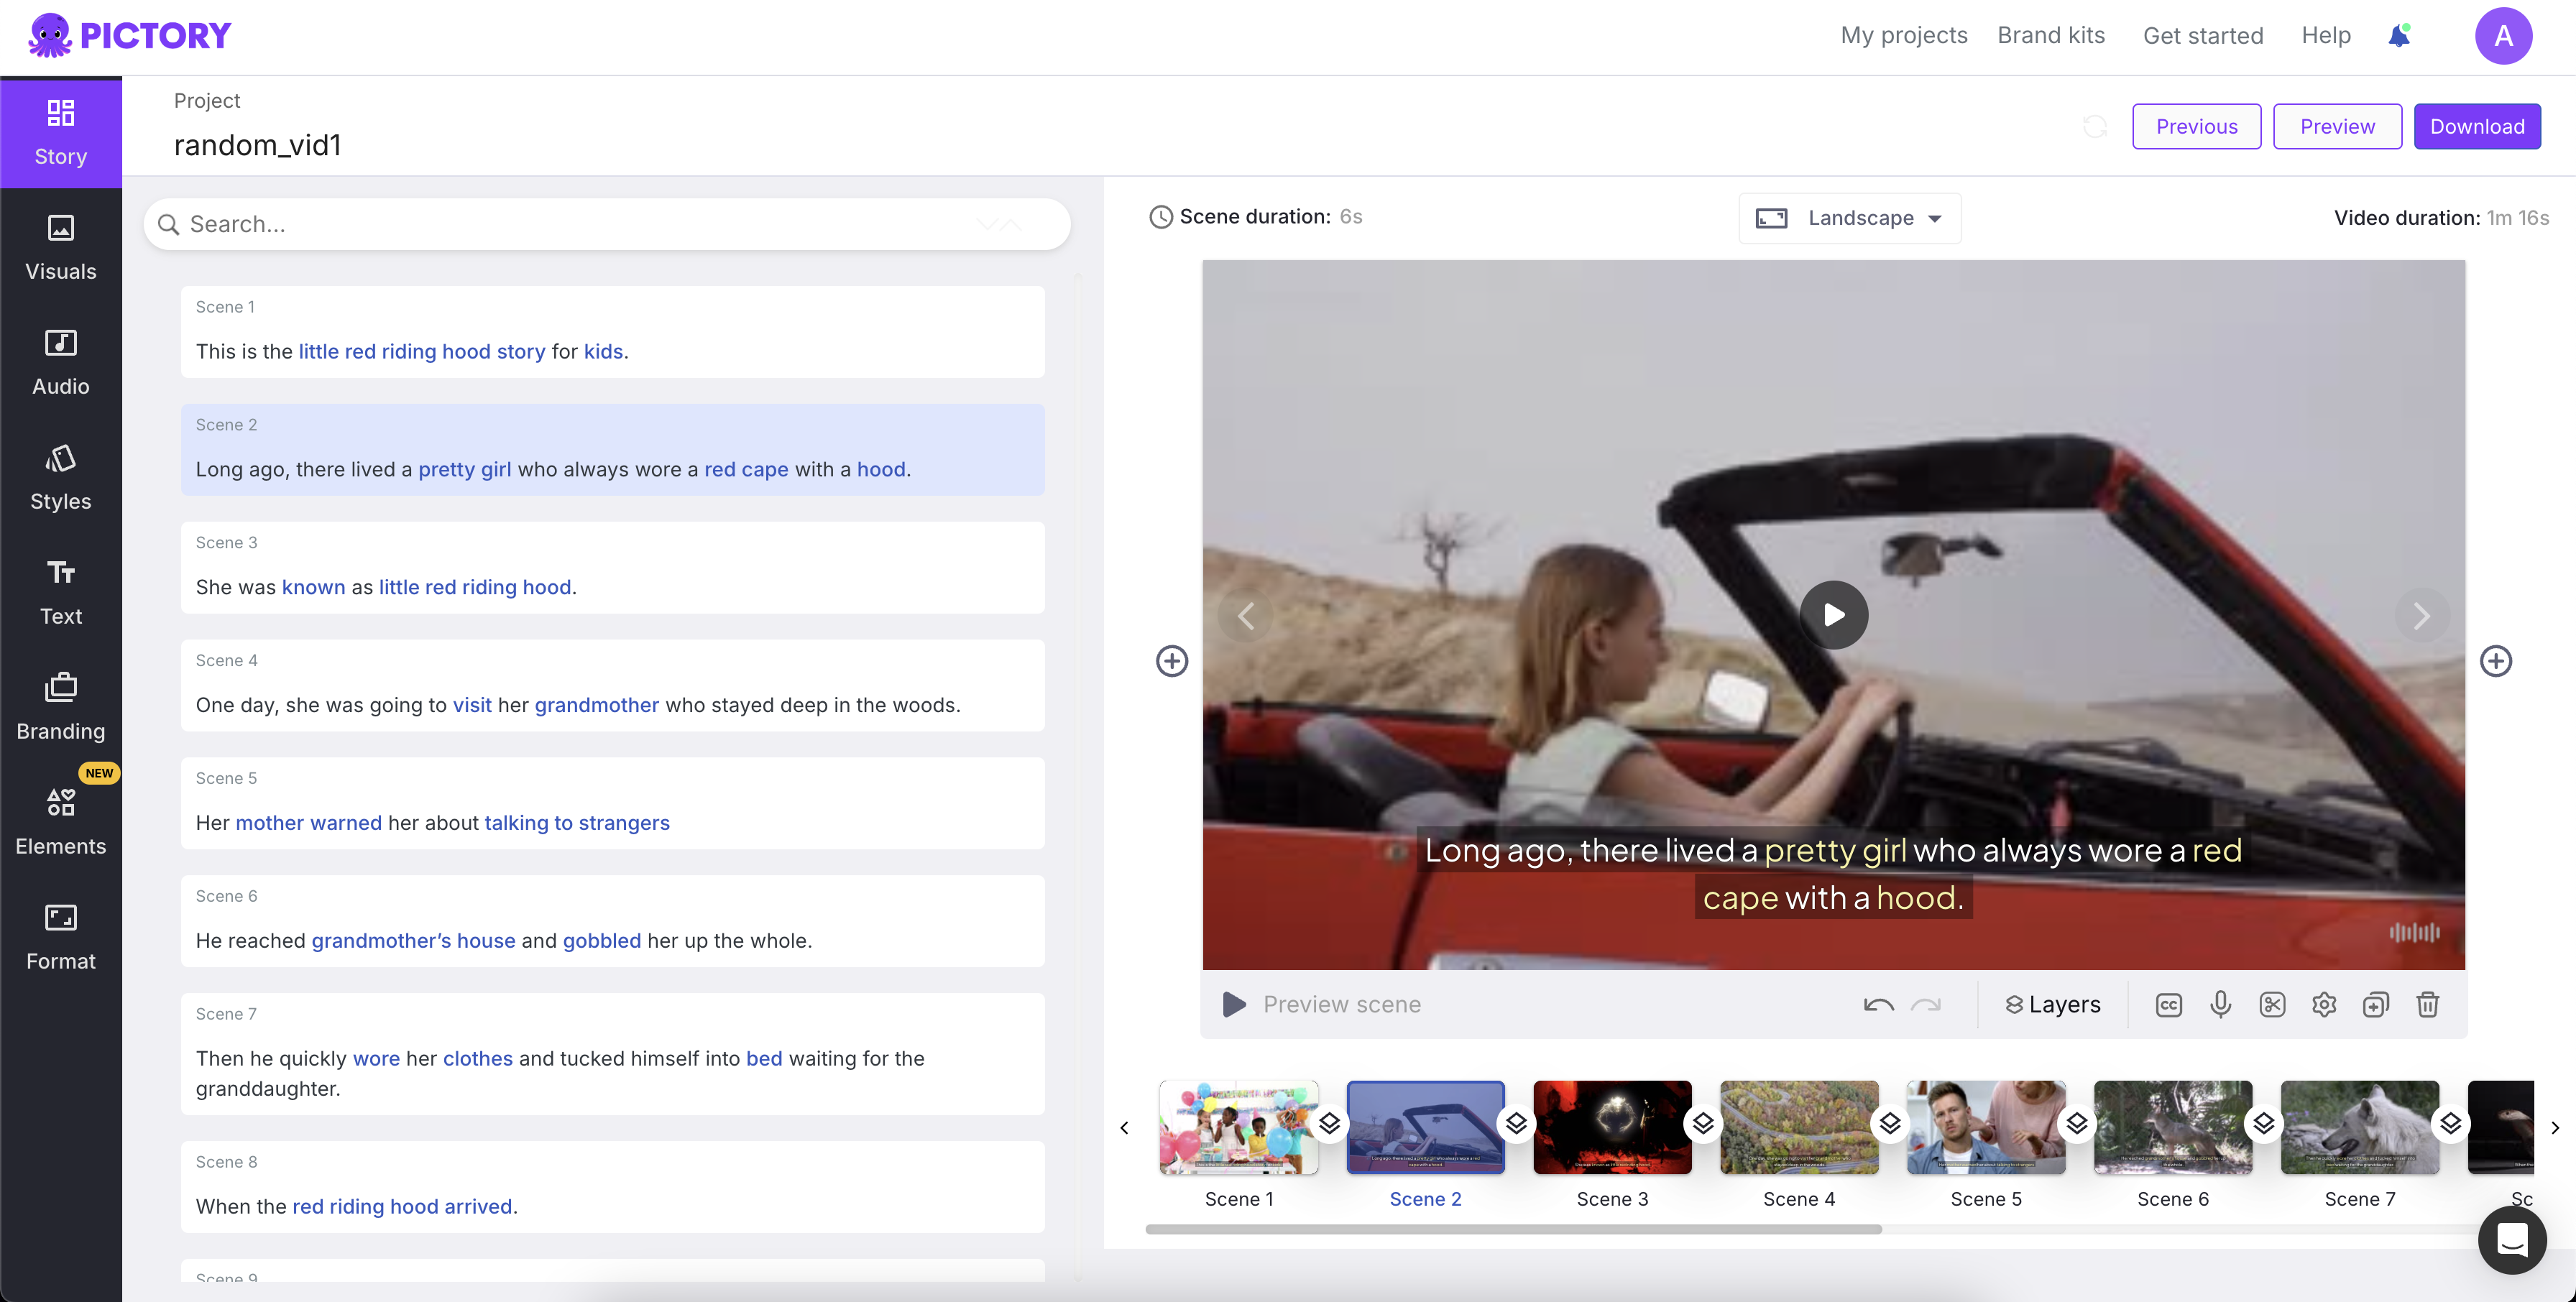 PICTORY
My projects
Brand kits
Get started
Help
A
Story
Visuals
Audio
Styles
Text
Branding
NEW
Elements
Format
Project
random_vid1
Previous
Preview
Download
Search...
Scene 1
This is the little red riding hood story for kids.
Scene 2
Long ago, there lived a pretty girl who always wore a red cape with a hood.
Scene 3
She was known as little red riding hood.
Scene 4
One day, she was going to visit her grandmother who stayed deep in the woods.
Scene 5
Her mother warned her about talking to strangers
Scene 6
He reached grandmother’s house and gobbled her up the whole.
Scene 7
Then he quickly wore her clothes and tucked himself into bed waiting for the
granddaughter.
Scene 8
When the red riding hood arrived.
Scene 9
Scene duration: 6s
Landscape
Video duration: 1m 16s
Long ago, there lived a pretty girl who always wore a red
cape with a hood.
Preview scene
Layers
CC
Scene 1
Scene 2
Scene 3
Scene 4
Scene 5
Scene 6
Scene 7
Sc